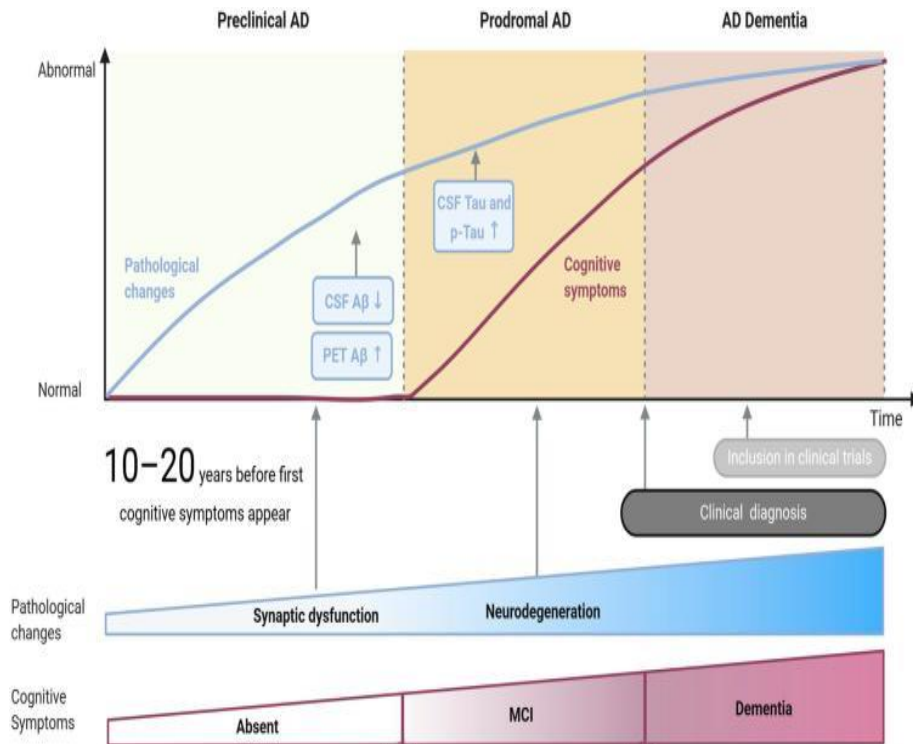 Preclinical AD
Prodromal AD
AD Dementia
Abnormal
CSF Tau and
p-Tau ↑
Pathological
changes
Cognitive
symptoms
CSF Aβ ↓
PET Aβ ↑
Normal
Time
10–20 years before first
cognitive symptoms appear
Inclusion in clinical trials
Clinical diagnosis
Pathological
changes
Synaptic dysfunction
Neurodegeneration
Cognitive
Symptoms
Absent
MCI
Dementia